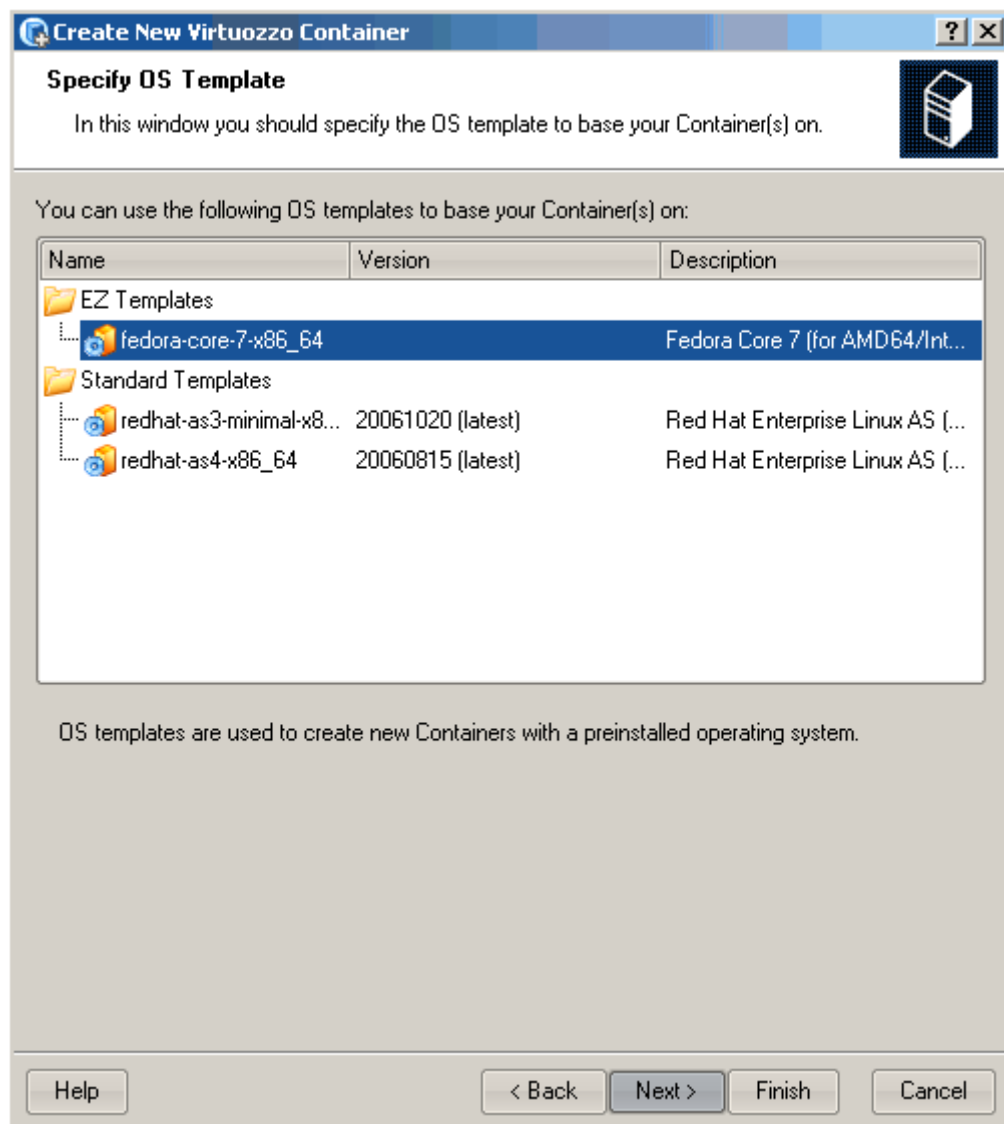 Create New Virtuozzo Container
Specify OS Template
In this window you should specify the OS template to base your Container(s) on.
You can use the following OS templates to base your Container(s) on:
Name Version Description
EZ Templates
fedora-core-7-x86_64 Fedora Core 7 (for AMD64/Int...
Standard Templates
redhat-as3-minimal-x8... 20061020 (latest) Red Hat Enterprise Linux AS (...
redhat-as4-x86_64 20060815 (latest) Red Hat Enterprise Linux AS (...
OS templates are used to create new Containers with a preinstalled operating system.
Help < Back Next > Finish Cancel